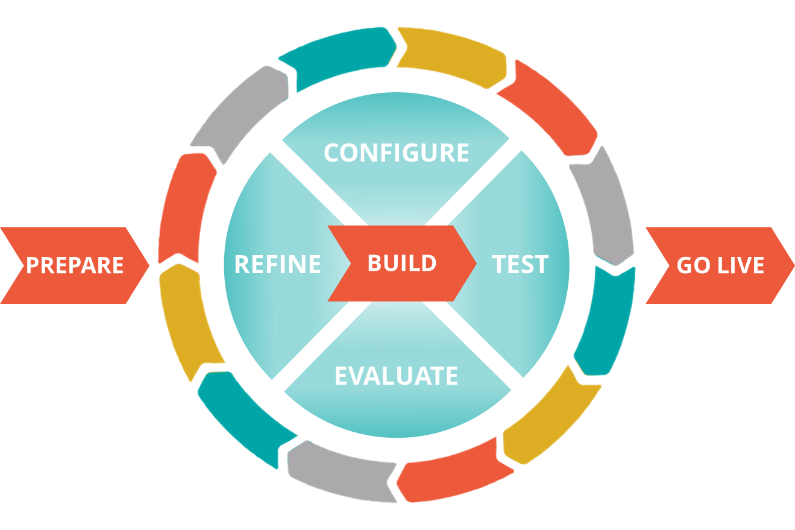 CONFIGURE
PREPARE
REFINE
BUILD
TEST
GO LIVE
EVALUATE